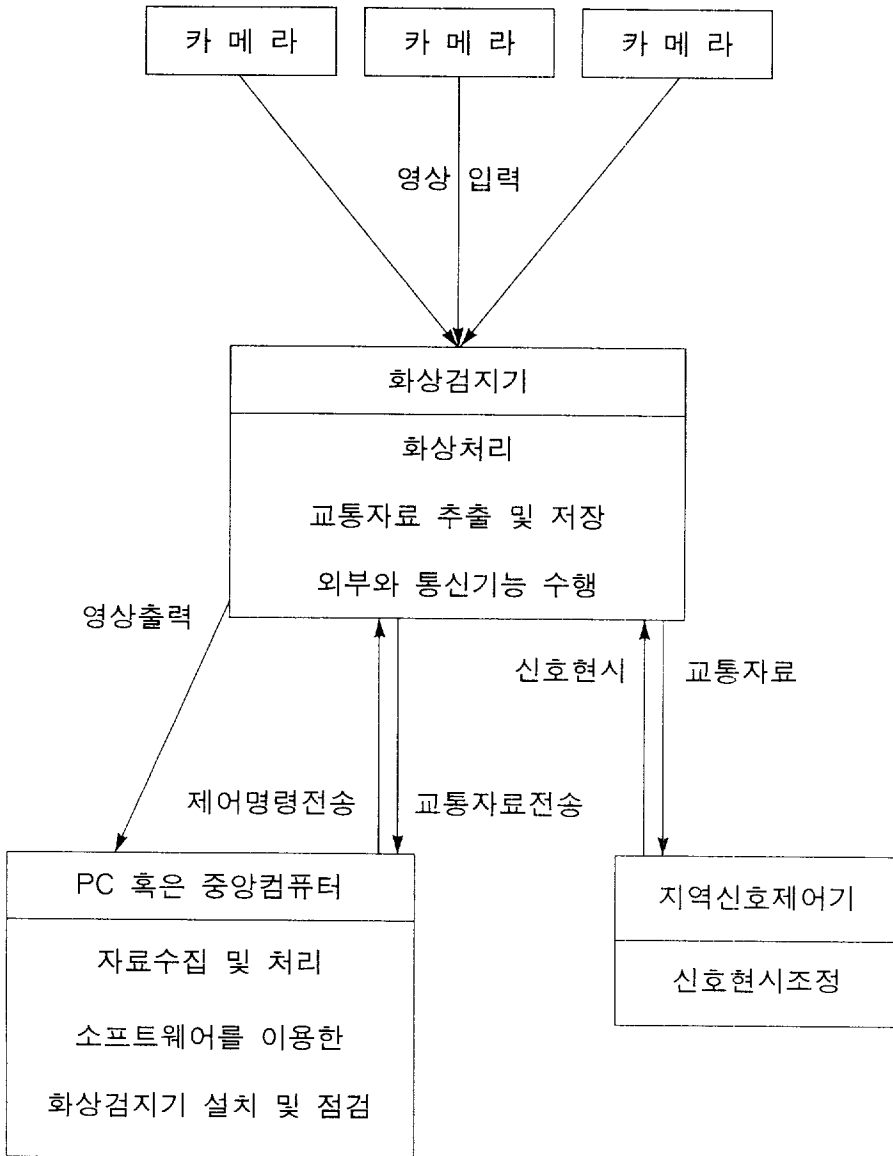 카 메 라
카 메 라
카 메 라
영상 입력
화상검지기
화상처리
교통자료 추출 및 저장
외부와 통신기능 수행
영상출력
신호현시
교통자료
제어명령전송
교통자료전송
PC 혹은 중앙컴퓨터
자료수집 및 처리
소프트웨어를 이용한
화상검지기 설치 및 점검
지역신호제어기
신호현시조정